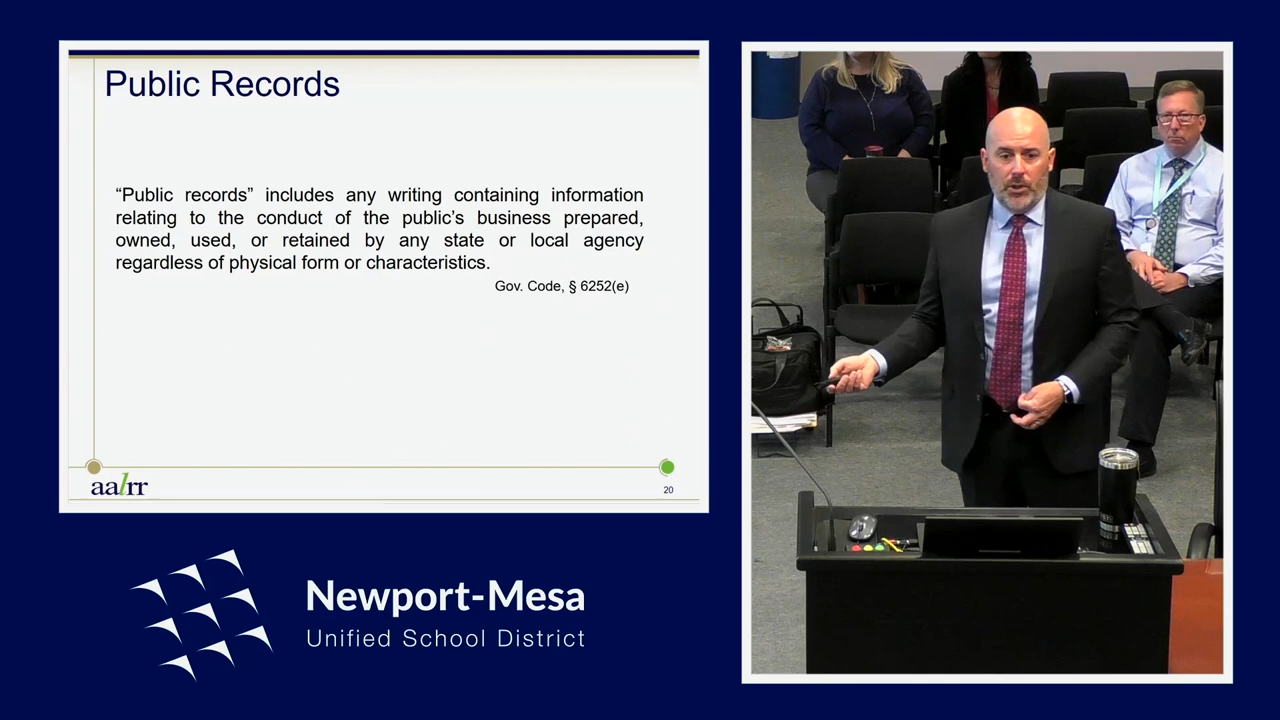 Public Records
“Public records” includes any writing containing information
relating to the conduct of the public’s business prepared,
owned, used, or retained by any state or local agency
regardless of physical form or characteristics.
Gov. Code, § 6252(e)
aalrr
20
Newport-Mesa
Unified School District